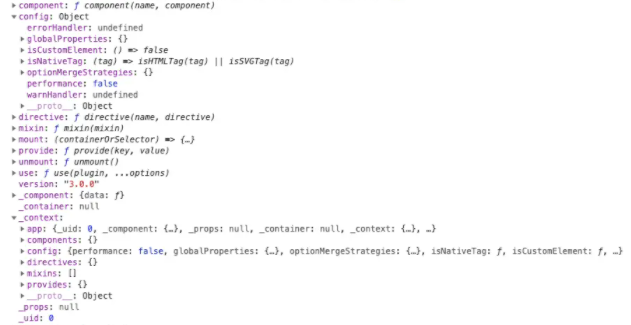 ▸ component: ƒ component(name, component)
▾ config: Object
errorHandler: undefined
▸ globalProperties: {}
▸ isCustomElement: () => false
▸ isNativeTag: (tag) => isHTMLTag(tag) || isSVGTag(tag)
▸ optionMergeStrategies: {}
performance: false
warnHandler: undefined
▸ __proto__: Object
▸ directive: ƒ directive(name, directive)
▸ mixin: ƒ mixin(mixin)
▸ mount: (containerOrSelector) => {…}
▸ provide: ƒ provide(key, value)
▸ unmount: ƒ unmount()
▸ use: ƒ use(plugin, ...options)
version: "3.0.0"
▸ _component: {data: ƒ}
_container: null
▾ _context:
▸ app: {_uid: 0, _component: {…}, _props: null, _container: null, _context: {…}, …}
▸ components: {}
▸ config: {performance: false, globalProperties: {…}, optionMergeStrategies: {…}, isNativeTag: ƒ, isCustomElement: ƒ, …}
▸ directives: {}
▸ mixins: []
▸ provides: {}
▸ __proto__: Object
_props: null
_uid: 0